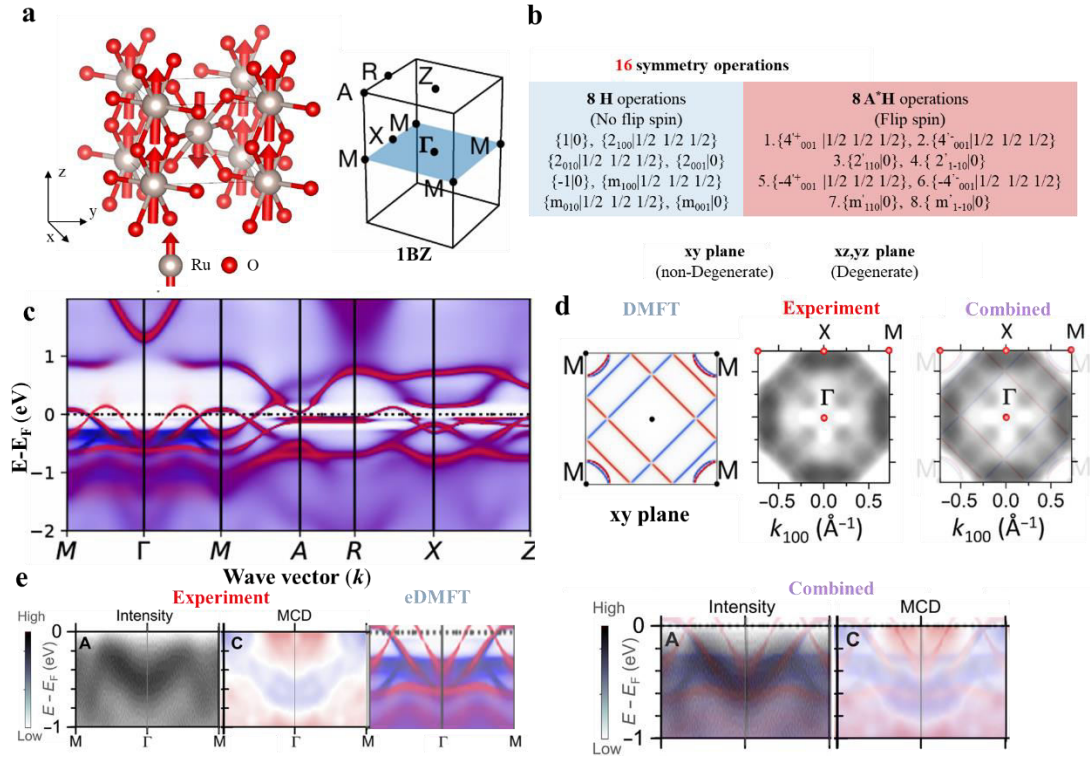 a
z
y
x
Ru
O
R
Z
A
X
M
Γ
M
M
M
1BZ
b
16 symmetry operations
8 H operations
(No flip spin)
{1|0}, {2₁₀₀|1/2 1/2 1/2}
{2₀₁₀|1/2 1/2 1/2}, {2₀₀₁|0}
{-1|0}, {m₁₀₀|1/2 1/2 1/2}
{m₀₁₀|1/2 1/2 1/2}, {m₀₀₁|0}
8 A*H operations
(Flip spin)
1.{4'⁺₀₀₁ |1/2 1/2 1/2}, 2.{4'⁻₀₀₁|1/2 1/2 1/2}
3.{2'₁₁₀|0}, 4.{ 2'₁₋₁₀|0}
5.{-4'⁺₀₀₁ |1/2 1/2 1/2}, 6.{-4'⁻₀₀₁|1/2 1/2 1/2}
7.{m'₁₁₀|0}, 8.{ m'₁₋₁₀|0}
xy plane
(non-Degenerate)
xz,yz plane
(Degenerate)
c
E-E_F (eV)
1
0
−1
−2
M Γ M A R X Z
Wave vector (k)
d
DMFT
M M
M M
xy plane
Experiment
X M
Γ
−0.5 0.0 0.5
k₁₀₀ (Å⁻¹)
Combined
X M
Γ
−0.5 0.0 0.5
k₁₀₀ (Å⁻¹)
e
Experiment
eDMFT
High
Low
E − E_F (eV)
0
-1
Intensity
A
M Γ
MCD
C
M Γ M
Γ M
Combined
High
Low
E − E_F (eV)
0
-1
Intensity
A
MCD
C